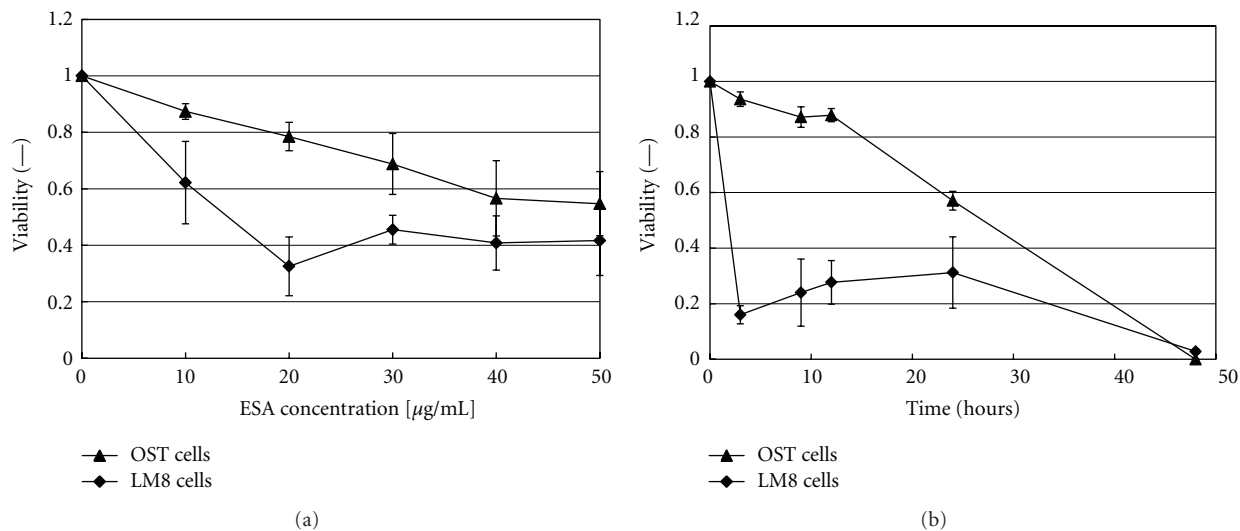 1.2
1
0.8
0.6
0.4
0.2
0
Viability (—)
0 10 20 30 40 50
ESA concentration [µg/mL]
OST cells
LM8 cells
(a)
1.2
1
0.8
0.6
0.4
0.2
0
Viability (—)
0 10 20 30 40 50
Time (hours)
OST cells
LM8 cells
(b)